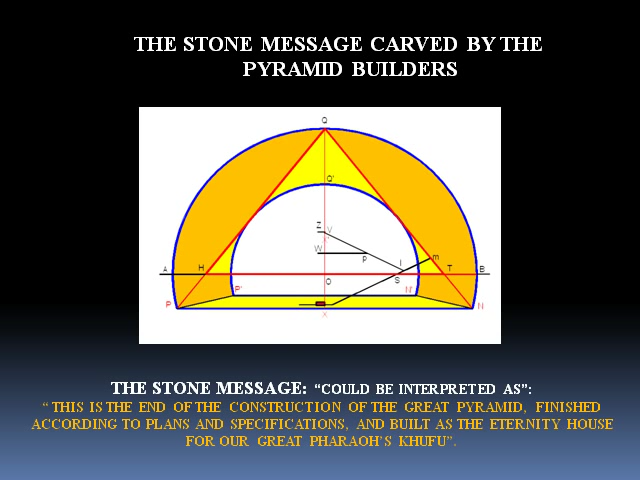 THE STONE MESSAGE CARVED BY THE
PYRAMID BUILDERS
Q
Q'
Z V
W P
I m
A H O S T B
P P' N' N
X
THE STONE MESSAGE: “COULD BE INTERPRETED AS”:
“ THIS IS THE END OF THE CONSTRUCTION OF THE GREAT PYRAMID, FINISHED
ACCORDING TO PLANS AND SPECIFICATIONS, AND BUILT AS THE ETERNITY HOUSE
FOR OUR GREAT PHARAOH’S KHUFU”.